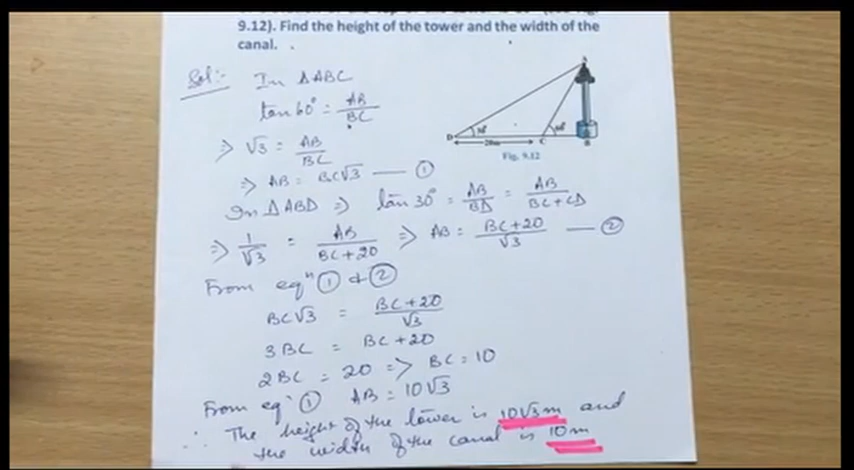 9.12). Find the height of the tower and the width of the
canal.
Sol:- In ΔABC
tan 60° = AB/BC
⇒ √3 = AB/BC
⇒ AB = BC√3 — ①
In ΔABD ⇒ tan 30° = AB/BD = AB/BC+CD
⇒ 1/√3 = AB/BC+20 ⇒ AB = BC+20/√3 — ②
From eqⁿ ① & ②
BC√3 = BC+20/√3
3BC = BC+20
2BC = 20 ⇒ BC = 10
From eqⁿ ① AB = 10√3
∴ The height of the tower is 10√3 m and
the width of the canal is 10 m
A
D 30° C 60° B
20m
Fig. 9.12